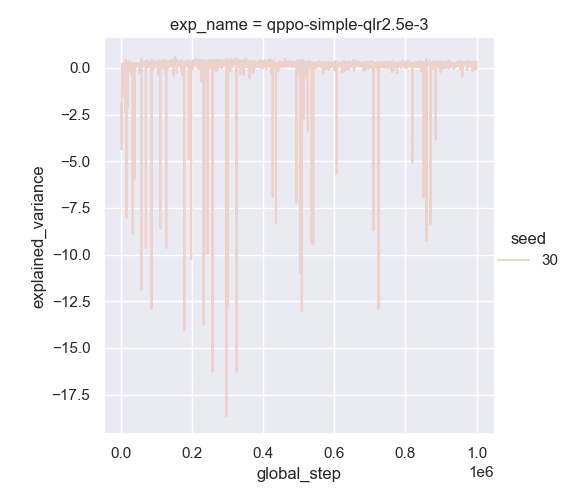 exp_name = qppo-simple-qlr2.5e-3
0.0
−2.5
−5.0
−7.5
−10.0
−12.5
−15.0
−17.5
explained_variance
0.0 0.2 0.4 0.6 0.8 1.0
1e6
global_step
seed
30